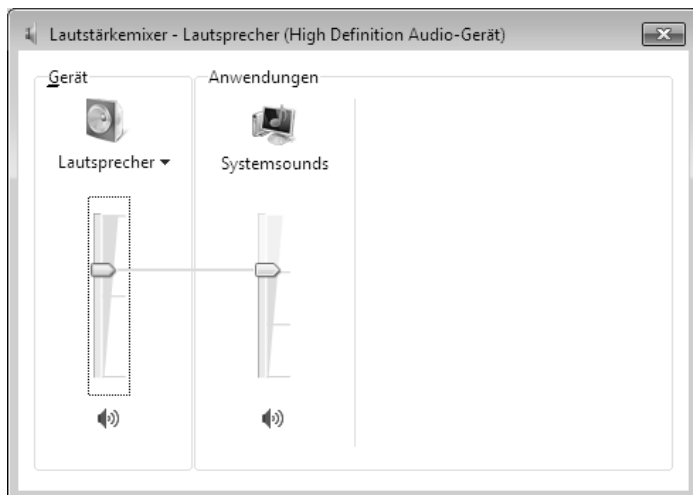 Lautstärkemixer - Lautsprecher (High Definition Audio-Gerät)
Gerät
Lautsprecher
Anwendungen
Systemsounds